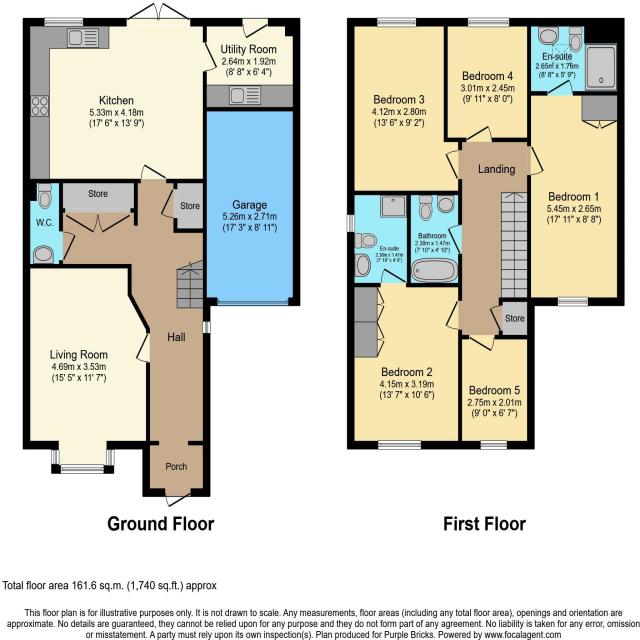 Kitchen
5.33m x 4.18m
(17' 6" x 13' 9")
Utility Room
2.64m x 1.92m
(8' 8" x 6' 4")
Store
Store
W.C.
Garage
5.26m x 2.71m
(17' 3" x 8' 11")
Living Room
4.69m x 3.53m
(15' 5" x 11' 7")
Hall
Porch
Ground Floor
Bedroom 3
4.12m x 2.80m
(13' 6" x 9' 2")
Bedroom 4
3.01m x 2.45m
(9' 11" x 8' 0")
En-suite
2.65m x 1.76m
(8' 8" x 5' 9")
Landing
Bedroom 1
5.45m x 2.65m
(17' 11" x 8' 8")
En-suite
2.38m x 1.41m
(7' 10" x 4' 8")
Bathroom
2.38m x 1.47m
(7' 10" x 4' 10")
Store
Bedroom 2
4.15m x 3.19m
(13' 7" x 10' 6")
Bedroom 5
2.75m x 2.01m
(9' 0" x 6' 7")
First Floor
Total floor area 161.6 sq.m. (1,740 sq.ft.) approx
This floor plan is for illustrative purposes only. It is not drawn to scale. Any measurements, floor areas (including any total floor area), openings and orientation are
approximate. No details are guaranteed, they cannot be relied upon for any purpose and they do not form part of any agreement. No liability is taken for any error, omission
or misstatement. A party must rely upon its own inspection(s). Plan produced for Purple Bricks. Powered by www.focalagent.com